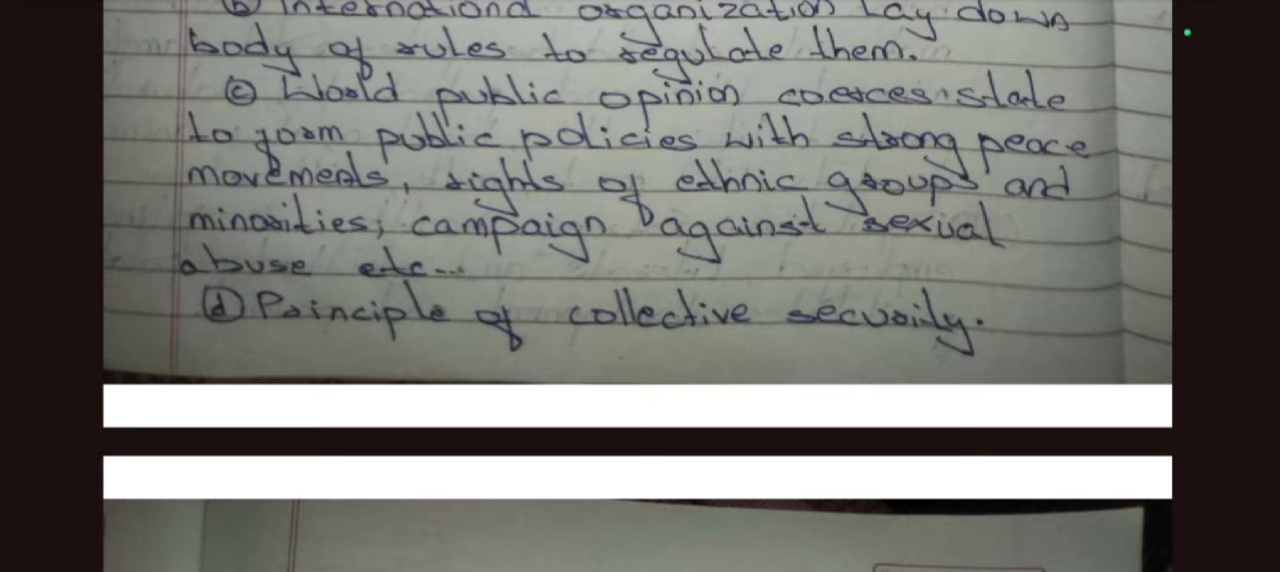 (b) International organization lay down
body of rules to regulate them.
(c) World public opinion coerces state
to form public policies with strong peace
movements, rights of ethnic groups and
minorities, campaign against sexual
abuse etc...
(d) Principle of collective security.